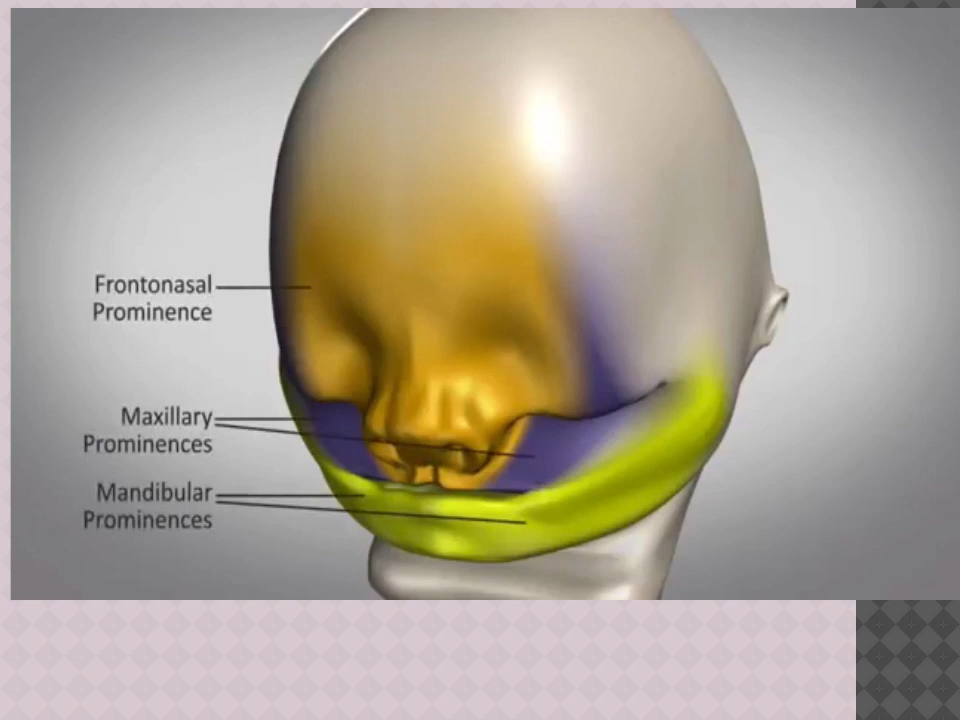 Frontonasal
Prominence
Maxillary
Prominences
Mandibular
Prominences